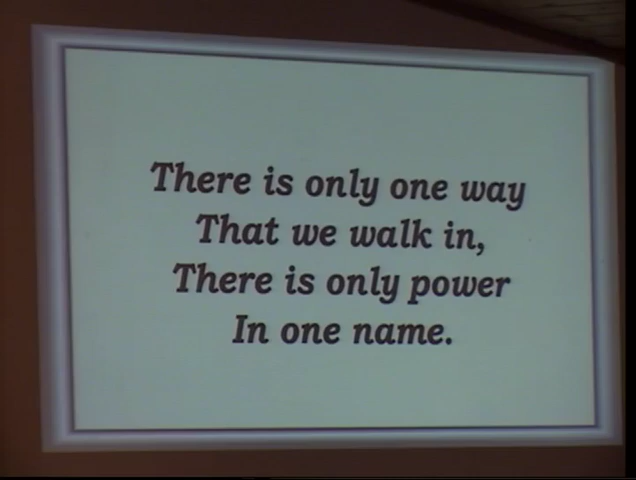 There is only one way
That we walk in,
There is only power
In one name.